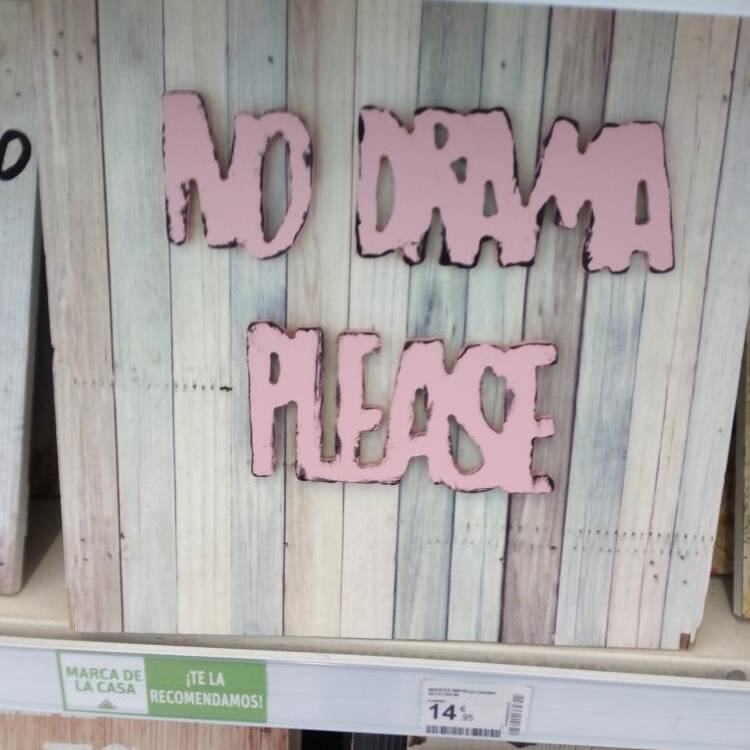 NO DRAMA
PLEASE
MARCA DE
LA CASA
¡TE LA
RECOMENDAMOS!
14 €
,95